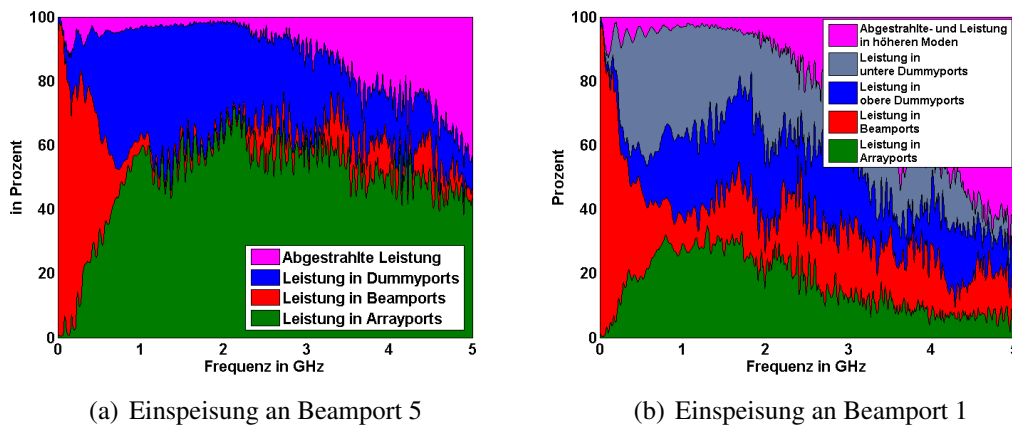 100
80
60
40
20
0
in Prozent
Abgestrahlte Leistung
Leistung in Dummyports
Leistung in Beamports
Leistung in Arrayports
0 1 2 3 4 5
Frequenz in GHz
(a) Einspeisung an Beamport 5
100
80
60
40
20
0
Prozent
Abgestrahlte- und Leistung
in höheren Moden
Leistung in
untere Dummyports
Leistung in
obere Dummyports
Leistung in
Beamports
Leistung in
Arrayports
0 1 2 3 4 5
Frequenz in GHz
(b) Einspeisung an Beamport 1